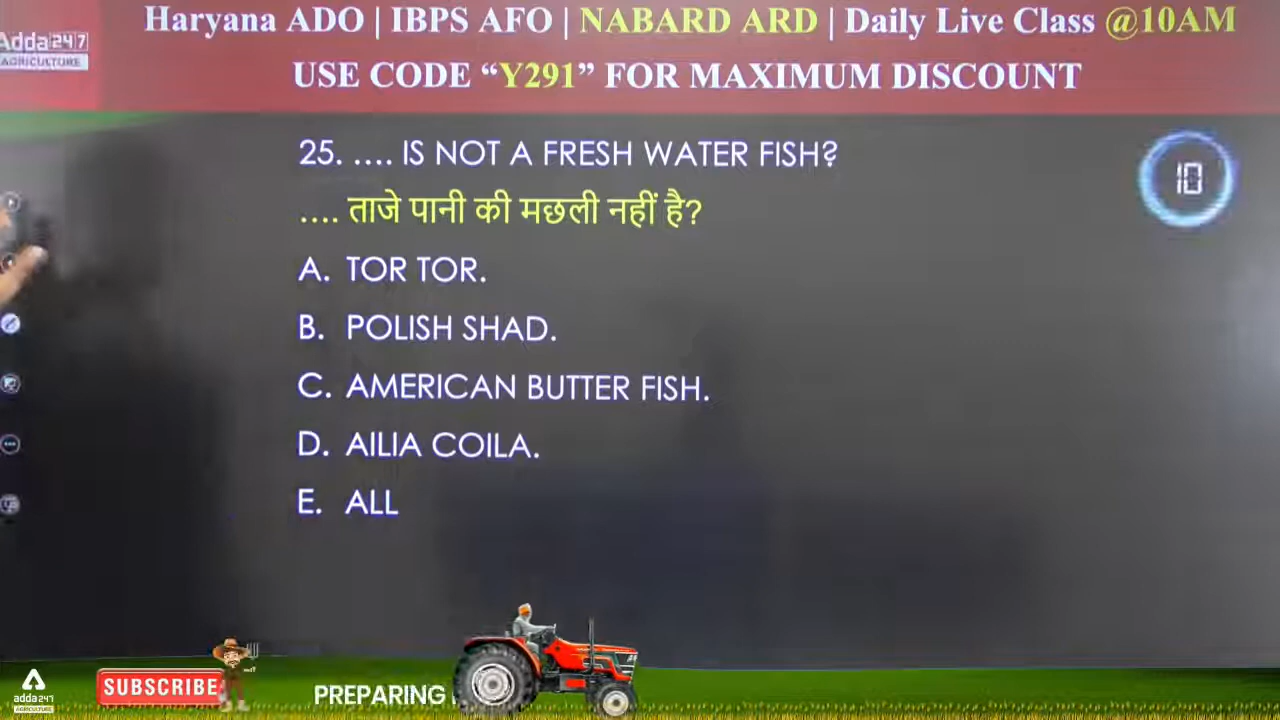 Haryana ADO | IBPS AFO | NABARD ARD | Daily Live Class @10AM
Adda247
AGRICULTURE
USE CODE “Y291” FOR MAXIMUM DISCOUNT
25. .... IS NOT A FRESH WATER FISH?
10
.... ताजे पानी की मछली नहीं है?
A. TOR TOR.
B. POLISH SHAD.
C. AMERICAN BUTTER FISH.
D. AILIA COILA.
E. ALL
adda247
AGRICULTURE
SUBSCRIBE
PREPARING